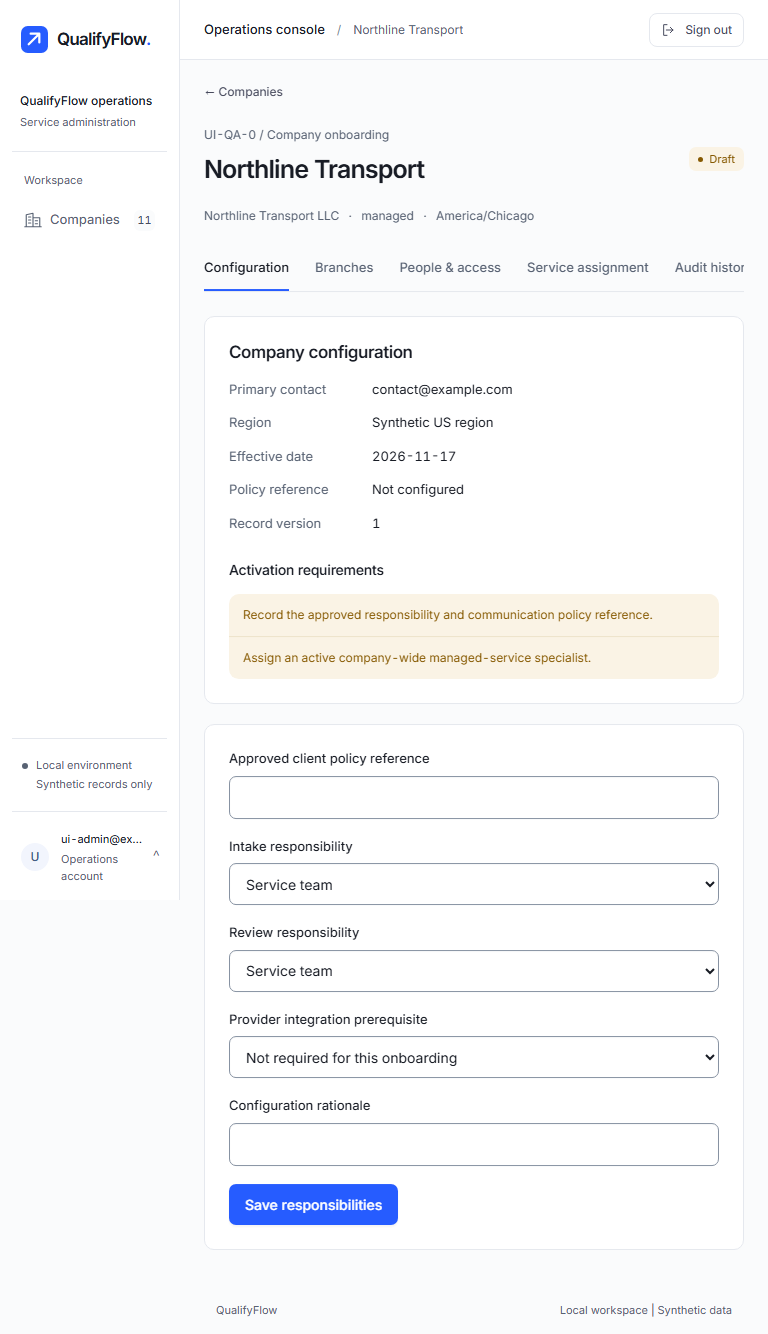 QualifyFlow.
QualifyFlow operations
Service administration
Workspace
Companies 11
Local environment
Synthetic records only
U
ui-admin@ex...
Operations account
^
Operations console / Northline Transport
Sign out
← Companies
UI-QA-0 / Company onboarding
Northline Transport
Draft
Northline Transport LLC · managed · America/Chicago
Configuration Branches People & access Service assignment Audit histor
Company configuration
Primary contact contact@example.com
Region Synthetic US region
Effective date 2026-11-17
Policy reference Not configured
Record version 1
Activation requirements
Record the approved responsibility and communication policy reference.
Assign an active company-wide managed-service specialist.
Approved client policy reference
Intake responsibility
Service team
Review responsibility
Service team
Provider integration prerequisite
Not required for this onboarding
Configuration rationale
Save responsibilities
QualifyFlow
Local workspace | Synthetic data